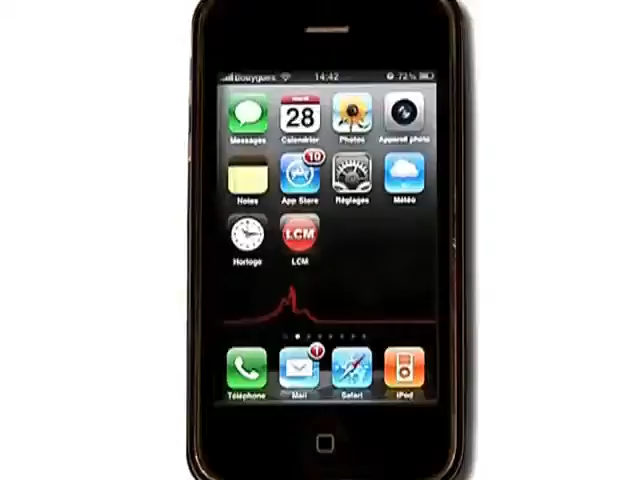 Bouygues 14:42 72%
28
Messages Calendrier Photos Appareil photo
10
Notes App Store Réglages Météo
LCM
Horloge LCM
1
Téléphone Mail Safari iPod